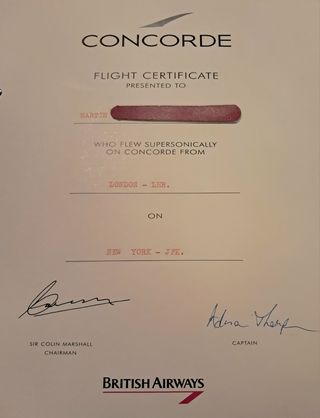 CONCORDE
FLIGHT CERTIFICATE
PRESENTED TO
MARTIN
WHO FLEW SUPERSONICALLY
ON CONCORDE FROM
LONDON - LHR.
ON
NEW YORK - JFK.
SIR COLIN MARSHALL
CHAIRMAN
CAPTAIN
BRITISH AIRWAYS